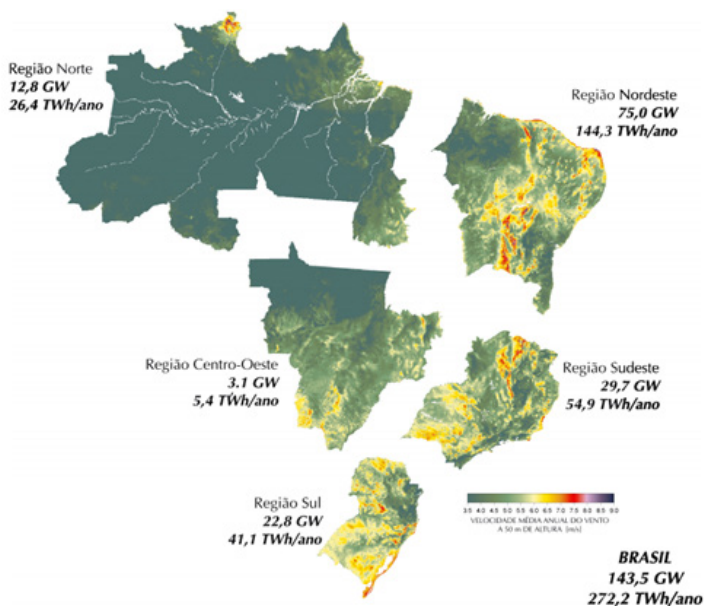 Região Norte
12,8 GW
26,4 TWh/ano
Região Nordeste
75,0 GW
144,3 TWh/ano
Região Centro-Oeste
3.1 GW
5,4 TWh/ano
Região Sudeste
29,7 GW
54,9 TWh/ano
Região Sul
22,8 GW
41,1 TWh/ano
3.5 4.0 4.5 5.0 5.5 6.0 6.5 7.0 7.5 8.0 8.5 9.0
VELOCIDADE MÉDIA ANUAL DO VENTO
A 50 m DE ALTURA [m/s]
BRASIL
143,5 GW
272,2 TWh/ano